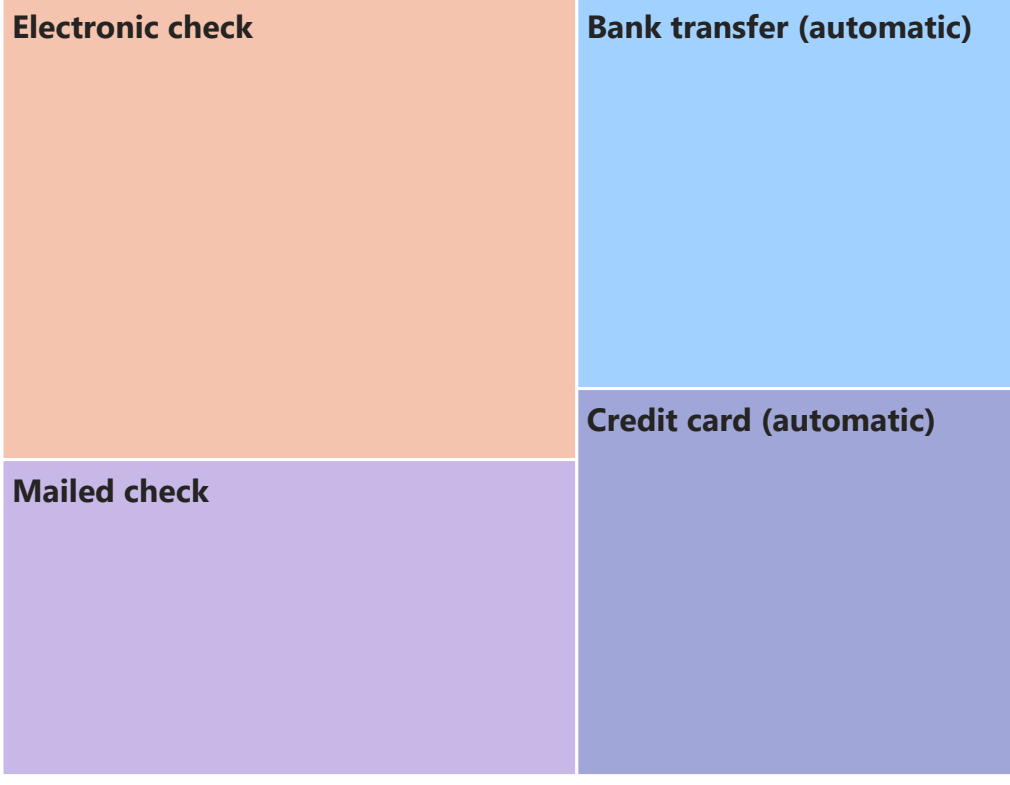 Electronic check
Bank transfer (automatic)
Credit card (automatic)
Mailed check